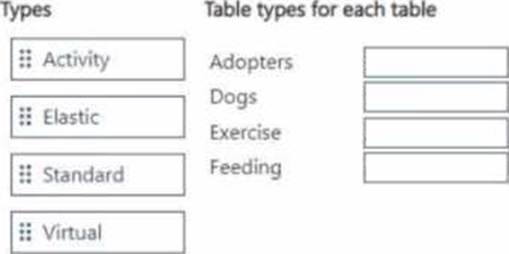 Types
Table types for each table
Activity
Elastic
Standard
Virtual
Adopters
Dogs
Exercise
Feeding